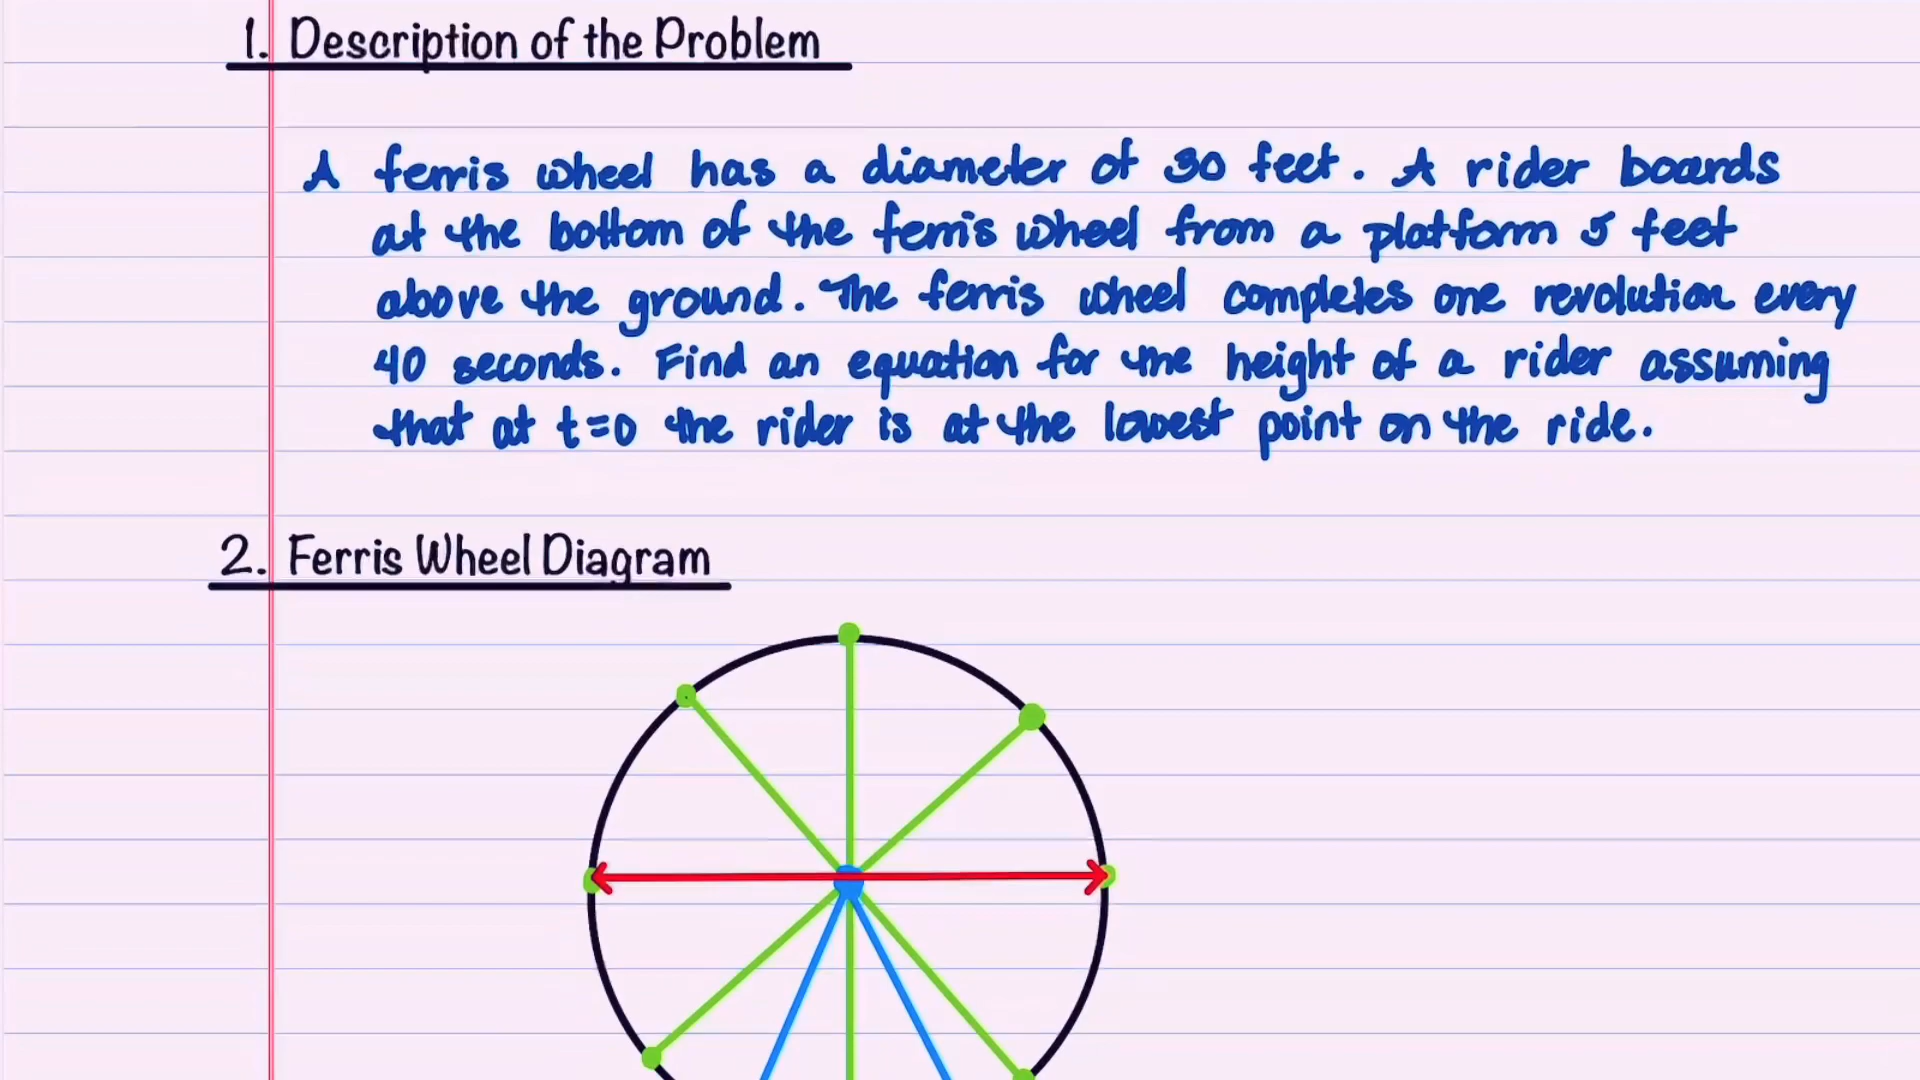 1. Description of the Problem
A ferris wheel has a diameter of 30 feet. A rider boards
at the bottom of the ferris wheel from a platform 5 feet
above the ground. The ferris wheel completes one revolution every
40 seconds. Find an equation for the height of a rider assuming
that at t=0 the rider is at the lowest point on the ride.
2. Ferris Wheel Diagram